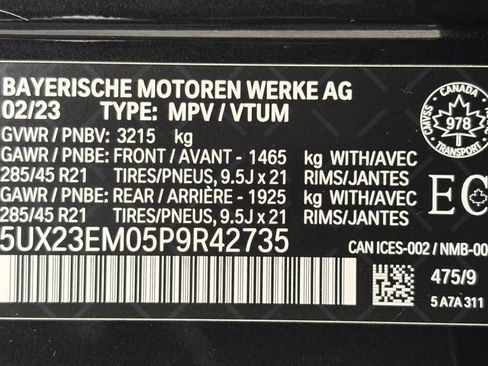 BAYERISCHE MOTOREN WERKE AG
02/23 TYPE: MPV / VTUM
GVWR / PNBV: 3215 kg
GAWR / PNBE: FRONT / AVANT - 1465 kg WITH/AVEC
285/45 R21 TIRES/PNEUS, 9.5J x 21 RIMS/JANTES
GAWR / PNBE: REAR / ARRIÈRE - 1925 kg WITH/AVEC
285/45 R21 TIRES/PNEUS, 9.5J x 21 RIMS/JANTES
5UX23EM05P9R42735
CAN ICES-002 / NMB-00
475/9
5 A7A 311
CANADA
CMVSS
NSVAC
978
TRANSPORT
EC